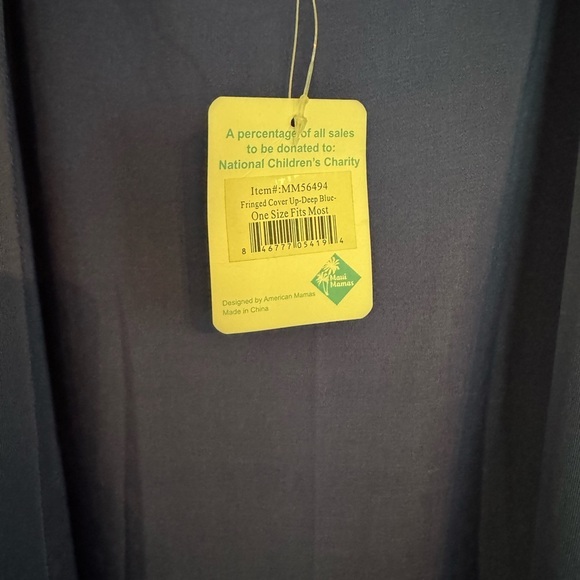 A percentage of all sales
to be donated to:
National Children's Charity
Item#:MM56494
Fringed Cover Up-Deep Blue-
One Size Fits Most
8 46777 05419 4
Maui
Mamas
Designed by American Mamas
Made in China